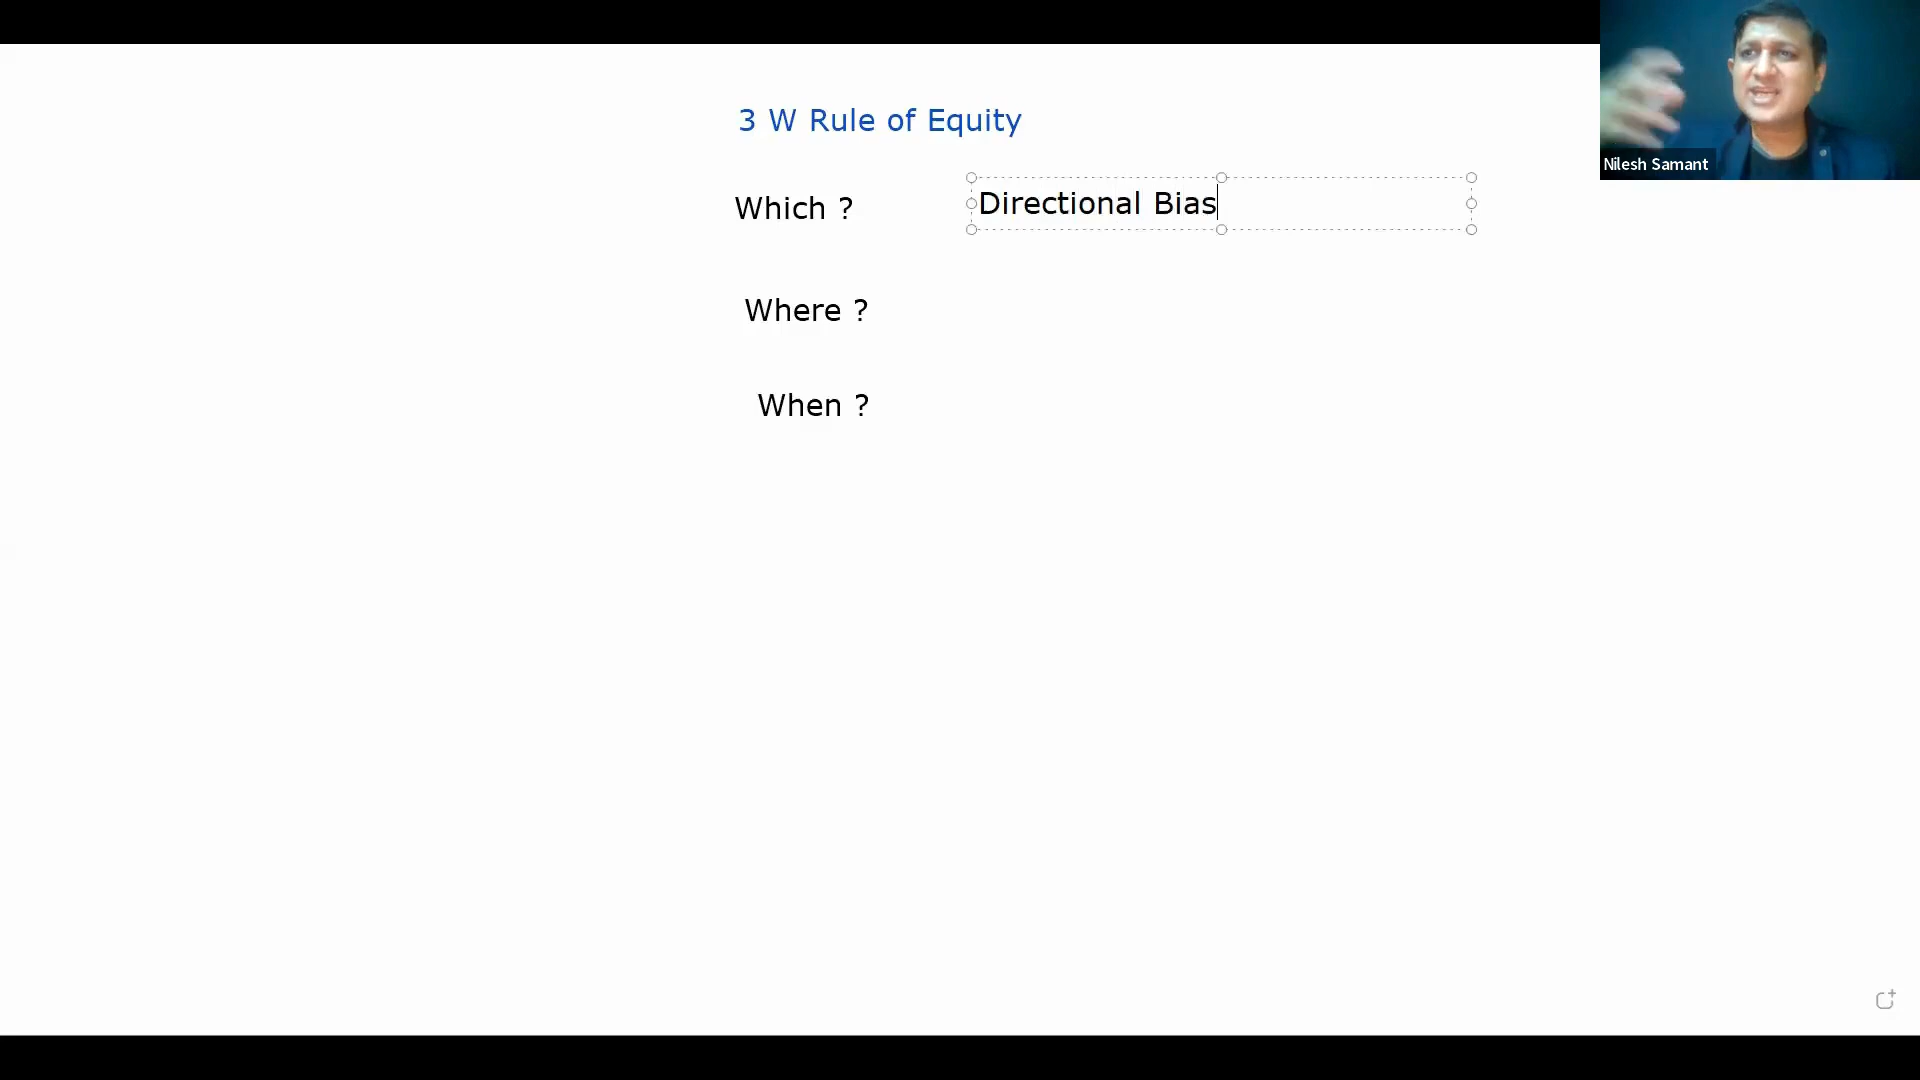 3 W Rule of Equity
Which ? Directional Bias
Where ?
When ?
Nilesh Samant